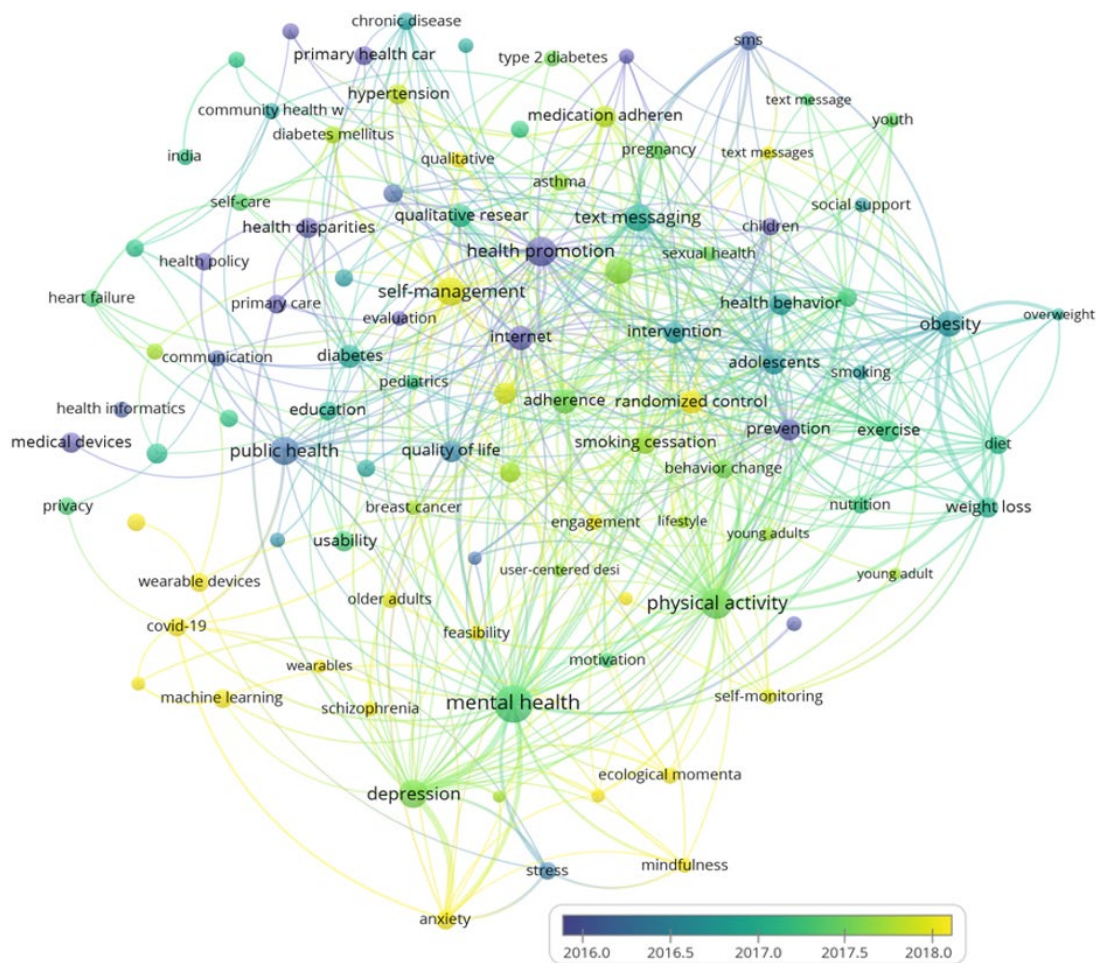 chronic disease
sms
primary health car
type 2 diabetes
hypertension
text message
community health w
medication adheren
youth
diabetes mellitus
pregnancy
text messages
india
qualitative
asthma
self-care
social support
qualitative resear
text messaging
health disparities
children
health promotion
sexual health
health policy
self-management
heart failure
primary care
health behavior
evaluation
overweight
internet
intervention
obesity
communication
diabetes
adolescents
smoking
pediatrics
health informatics
education
adherence
randomized control
medical devices
public health
quality of life
smoking cessation
prevention
exercise
diet
behavior change
privacy
breast cancer
nutrition
weight loss
engagement
lifestyle
usability
young adults
user-centered desi
young adult
wearable devices
older adults
physical activity
covid-19
feasibility
wearables
motivation
machine learning
schizophrenia
mental health
self-monitoring
ecological momenta
depression
stress
mindfulness
anxiety
2016.0 2016.5 2017.0 2017.5 2018.0